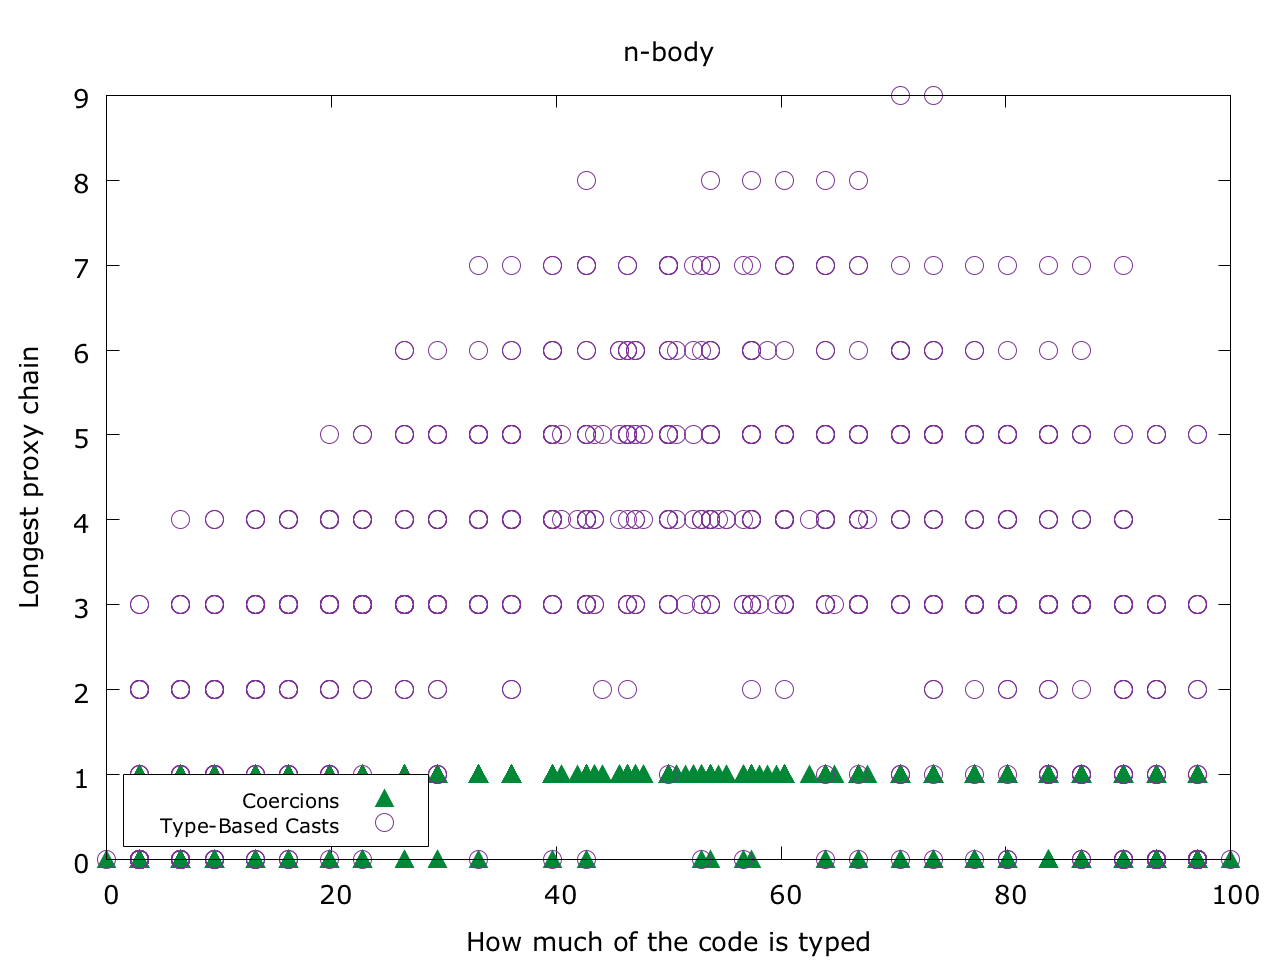 n-body
9
8
7
6
5
4
3
2
1
0
Longest proxy chain
Coercions
Type-Based Casts
0 20 40 60 80 100
How much of the code is typed